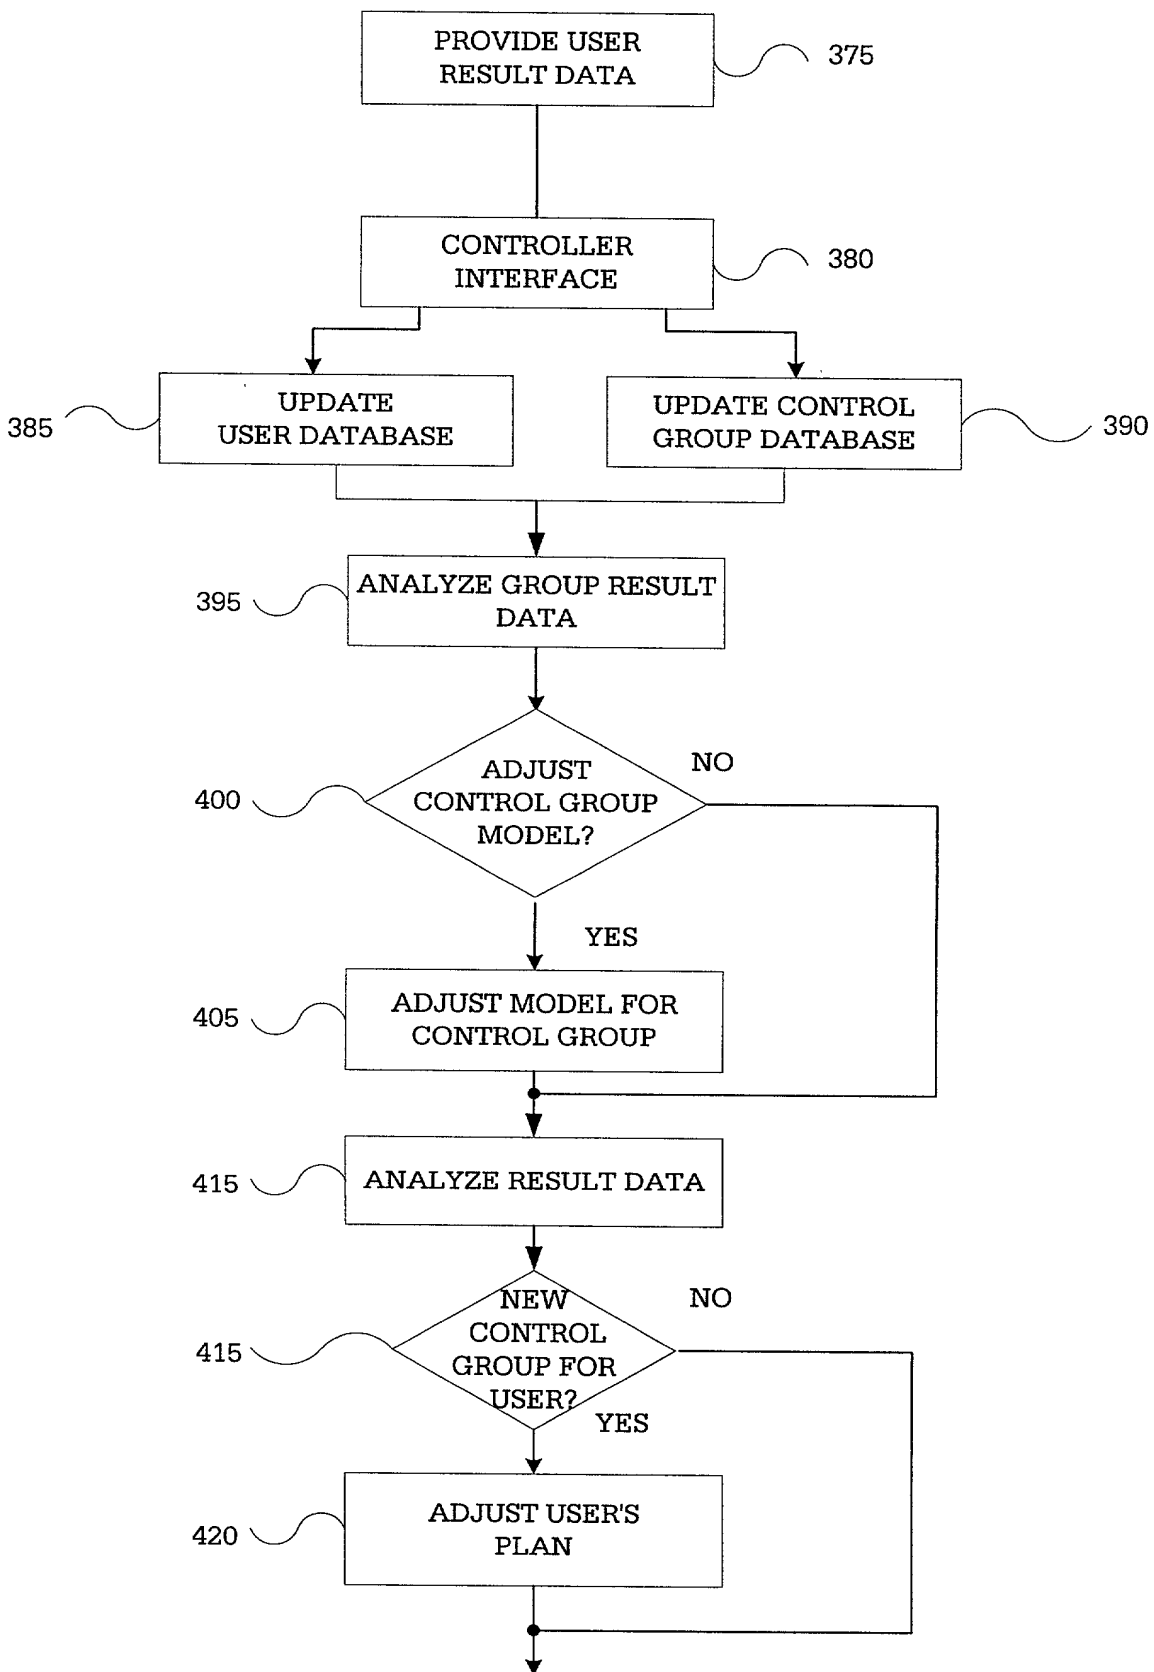 PROVIDE USER
RESULT DATA
375
CONTROLLER
INTERFACE
380
385
UPDATE
USER DATABASE
UPDATE CONTROL
GROUP DATABASE
390
395
ANALYZE GROUP RESULT
DATA
400
ADJUST
CONTROL GROUP
MODEL?
NO
YES
405
ADJUST MODEL FOR
CONTROL GROUP
415
ANALYZE RESULT DATA
415
NEW
CONTROL
GROUP FOR
USER?
NO
YES
420
ADJUST USER'S
PLAN